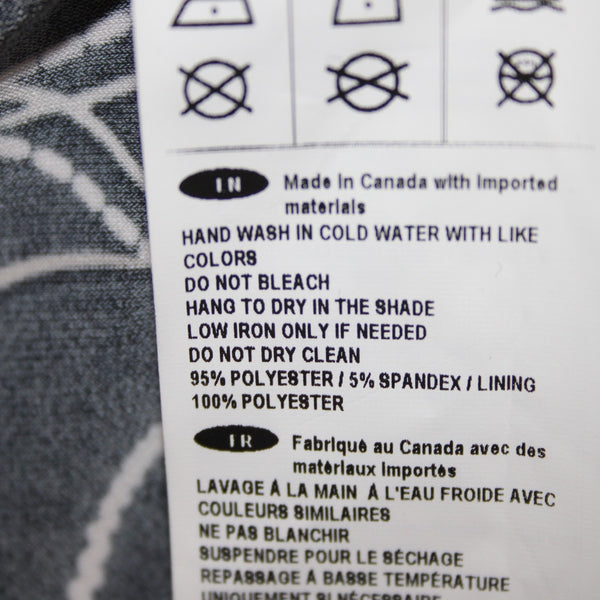 EN Made in Canada with imported
materials
HAND WASH IN COLD WATER WITH LIKE
COLORS
DO NOT BLEACH
HANG TO DRY IN THE SHADE
LOW IRON ONLY IF NEEDED
DO NOT DRY CLEAN
95% POLYESTER / 5% SPANDEX / LINING
100% POLYESTER
FR Fabriqué au Canada avec des
matériaux importés
LAVAGE À LA MAIN À L'EAU FROIDE AVEC
COULEURS SIMILAIRES
NE PAS BLANCHIR
SUSPENDRE POUR LE SÉCHAGE
REPASSAGE À BASSE TEMPÉRATURE
UNIQUEMENT SI NÉCESSAIRE